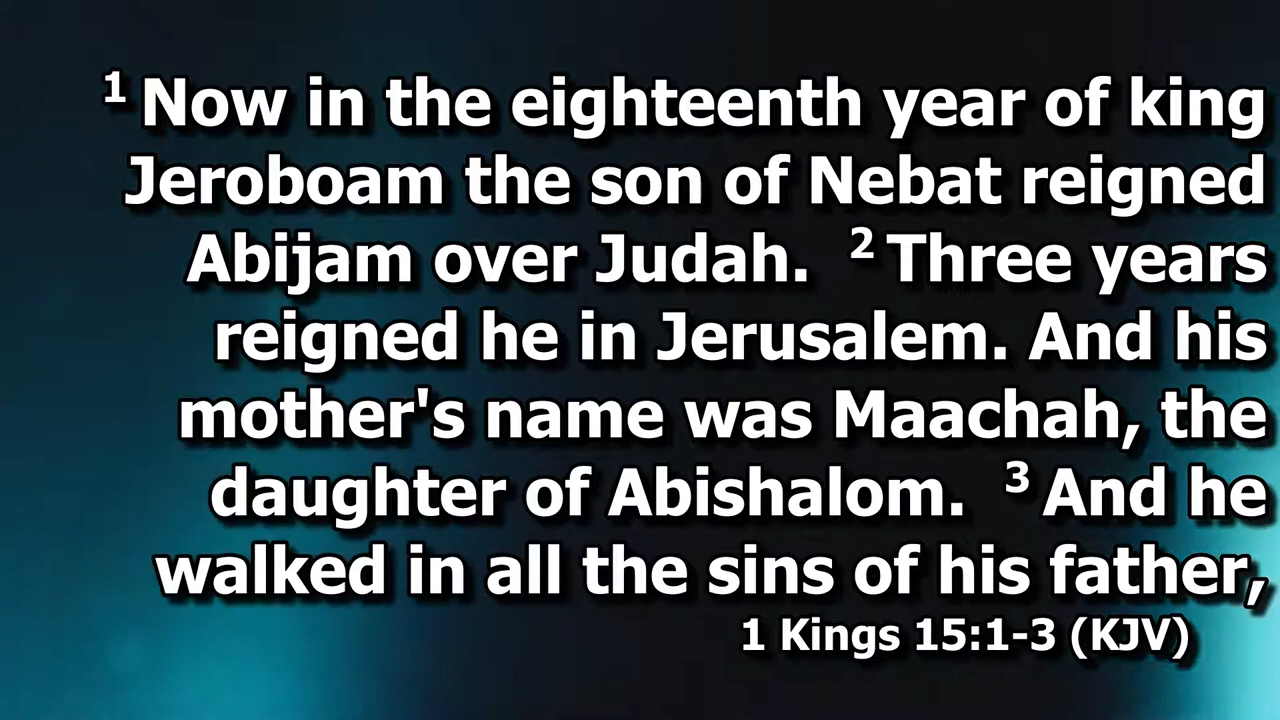 1 Now in the eighteenth year of king
Jeroboam the son of Nebat reigned
Abijam over Judah. 2 Three years
reigned he in Jerusalem. And his
mother's name was Maachah, the
daughter of Abishalom. 3 And he
walked in all the sins of his father,
1 Kings 15:1-3 (KJV)